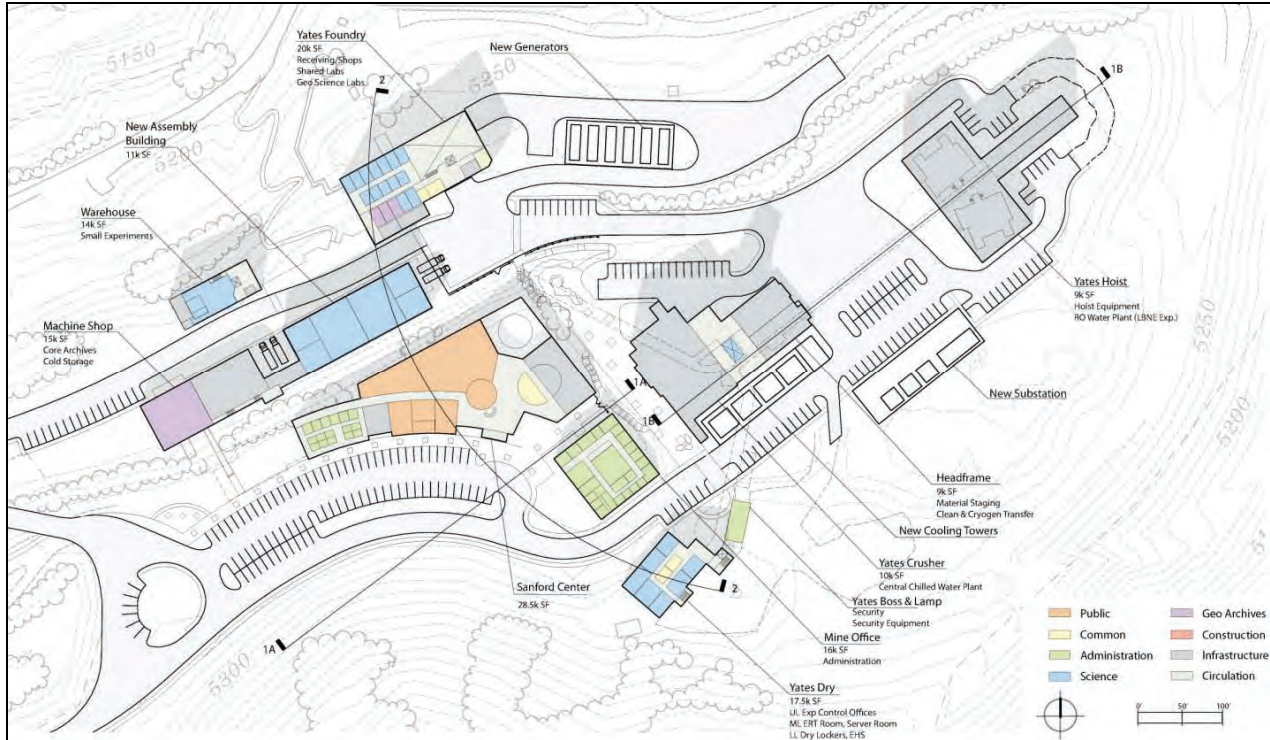 Yates Foundry
20k SF
Receiving/Shops
Shared Labs
Geo Science Labs
2
New Generators
1B
5150
5250
5200
New Assembly
Building
11k SF
Warehouse
14k SF
Small Experiments
Machine Shop
15k SF
Core Archives
Cold Storage
Yates Hoist
9k SF
Hoist Equipment
RO Water Plant (LBNE Exp.)
5250
New Substation
5200
1A
1B
Headframe
9k SF
Material Staging
Clean & Cryogen Transfer
New Cooling Towers
Yates Crusher
10k SF
Central Chilled Water Plant
Sanford Center
28.5k SF
2
Yates Boss & Lamp
Security
Security Equipment
Mine Office
16k SF
Administration
1A
5300
Yates Dry
17.5k SF
UL Exp Control Offices
ML ERT Room, Server Room
LL Dry Lockers, EHS
Public
Common
Administration
Science
Geo Archives
Construction
Infrastructure
Circulation
0' 50' 100'